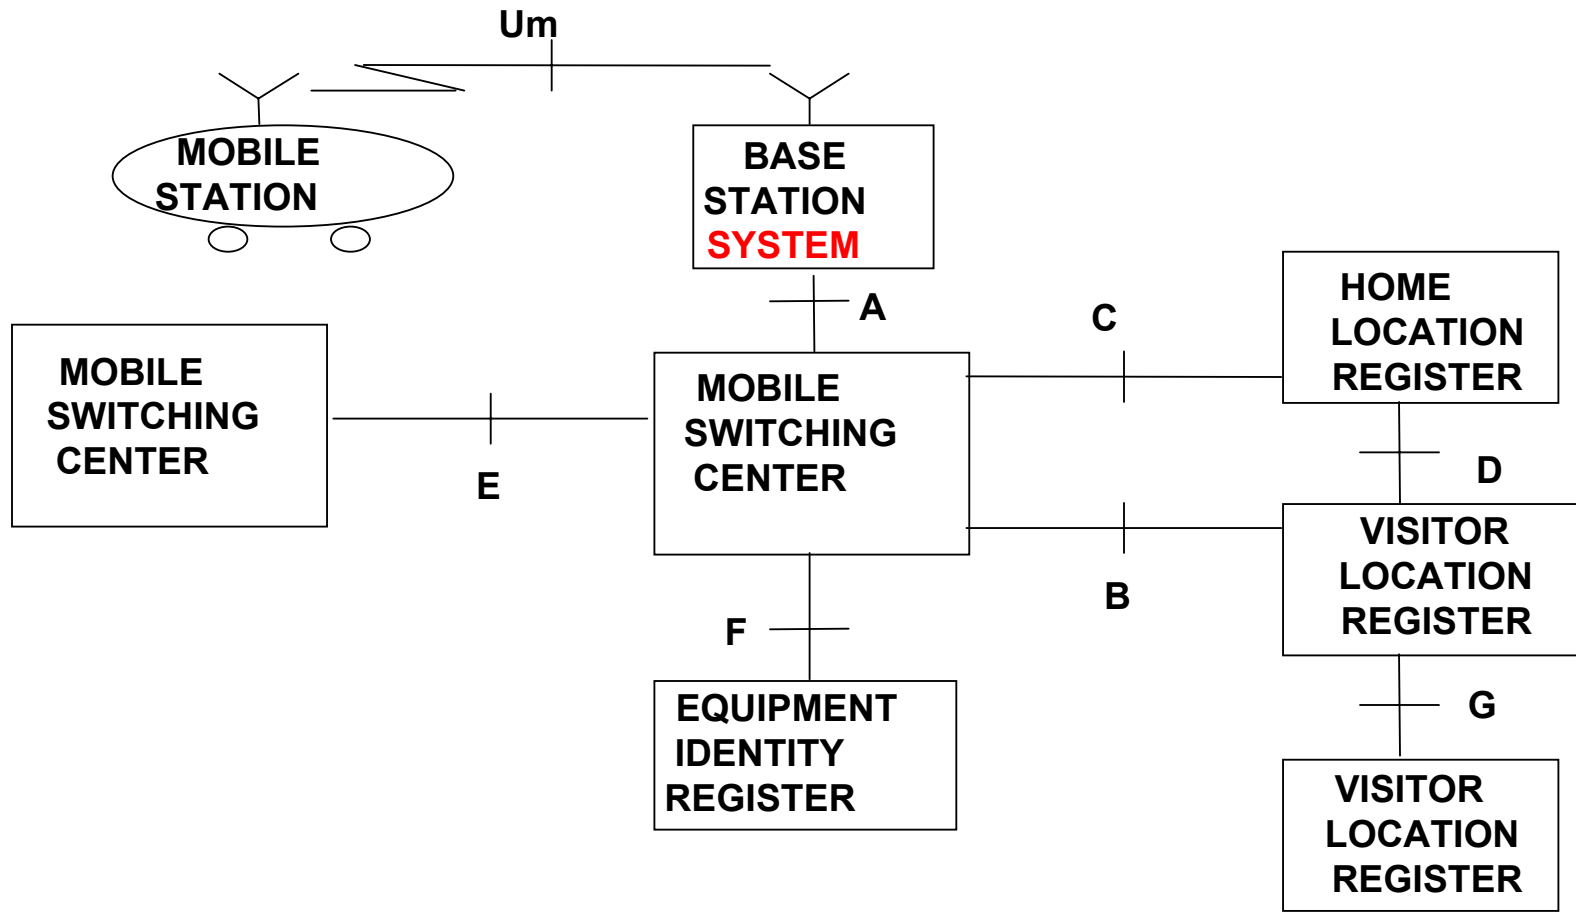 Um
MOBILE
STATION
BASE
STATION
SYSTEM
A
C
HOME
LOCATION
REGISTER
MOBILE
SWITCHING
CENTER
E
MOBILE
SWITCHING
CENTER
D
B
VISITOR
LOCATION
REGISTER
F
EQUIPMENT
IDENTITY
REGISTER
G
VISITOR
LOCATION
REGISTER